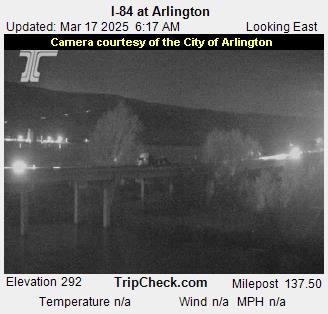 I-84 at Arlington
Updated: Mar 17 2025 6:17 AM Looking East
Camera courtesy of the City of Arlington
Elevation 292 TripCheck.com Milepost 137.50
Temperature n/a Wind n/a MPH n/a